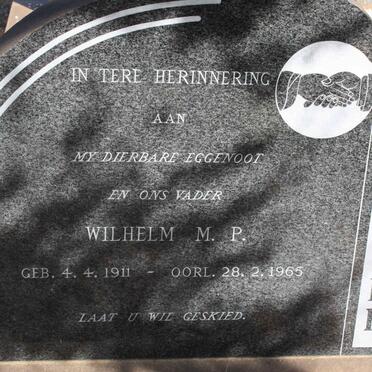 IN TERE HERINNERING
AAN
MY DIERBARE EGGENOOT
EN ONS VADER
WILHELM M. P.
GEB. 4. 4. 1911 - OORL. 28. 2. 1965
LAAT U WIL GESKIED.